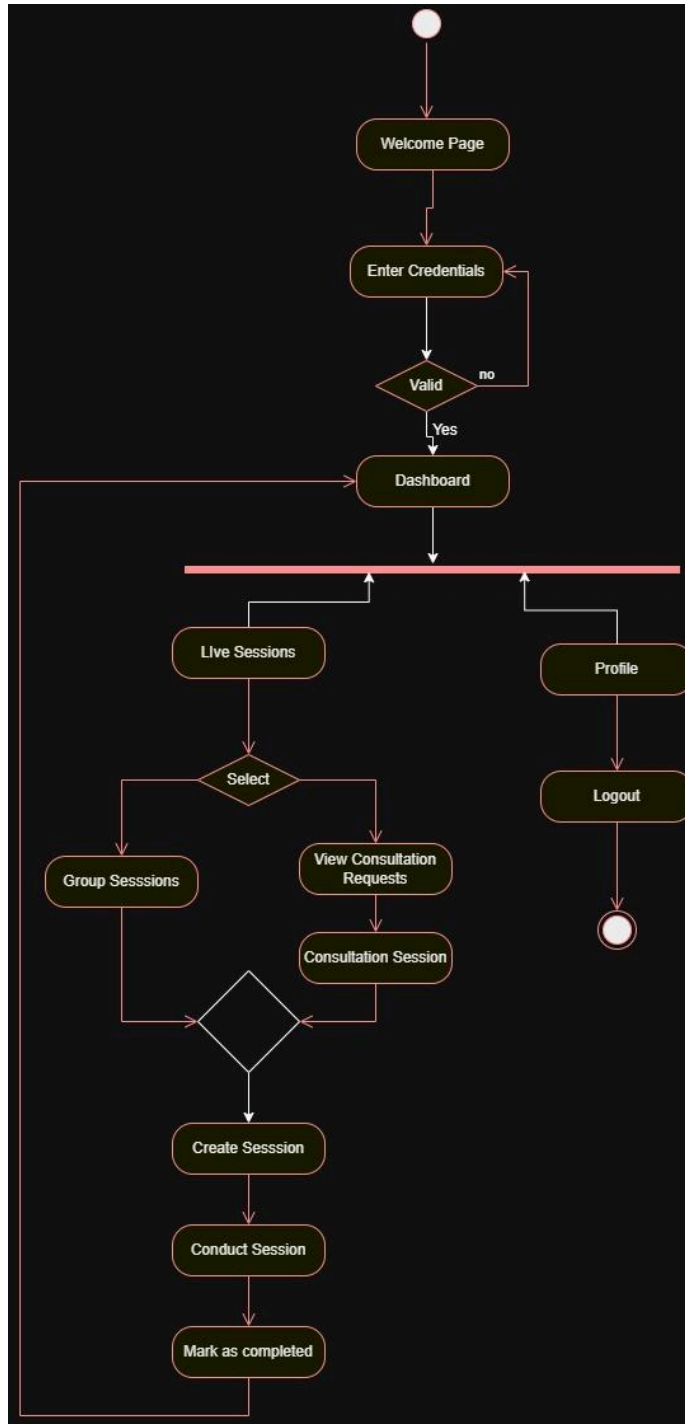 Welcome Page
Enter Credentials
Valid
no
Yes
Dashboard
LIve Sessions
Profile
Select
Logout
Group Sesssions
View Consultation
Requests
Consultation Session
Create Sesssion
Conduct Session
Mark as completed